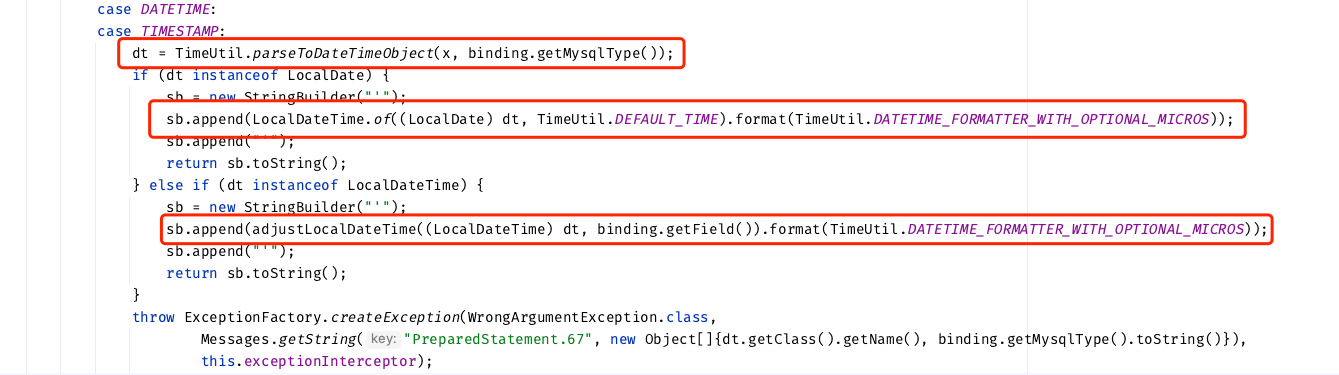 case DATETIME:
case TIMESTAMP:
dt = TimeUtil.parseToDateTimeObject(x, binding.getMysqlType());
if (dt instanceof LocalDate) {
sb = new StringBuilder("'");
sb.append(LocalDateTime.of((LocalDate) dt, TimeUtil.DEFAULT_TIME).format(TimeUtil.DATETIME_FORMATTER_WITH_OPTIONAL_MICROS));
sb.append("'");
return sb.toString();
} else if (dt instanceof LocalDateTime) {
sb = new StringBuilder("'");
sb.append(adjustLocalDateTime((LocalDateTime) dt, binding.getField()).format(TimeUtil.DATETIME_FORMATTER_WITH_OPTIONAL_MICROS));
sb.append("'");
return sb.toString();
}
throw ExceptionFactory.createException(WrongArgumentException.class,
Messages.getString( key: "PreparedStatement.67", new Object[]{dt.getClass().getName(), binding.getMysqlType().toString()}),
this.exceptionInterceptor);